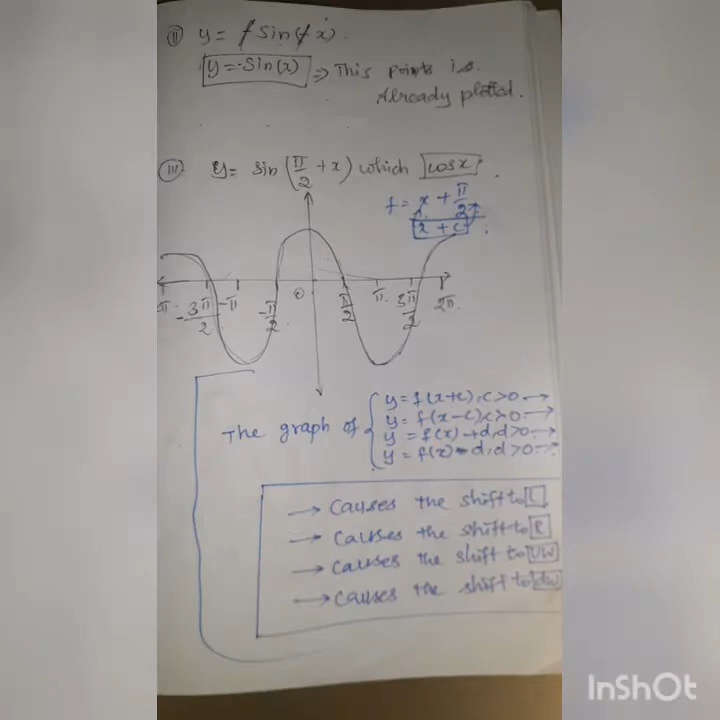 (ii) y = f sin(f x).
y = -sin(x) ⇒ This points is
Already plotted.
(iii) y = sin(π/2 + x) which cos x.
f = x + π/2
x + c.
-3π/2 -π -π/2 0 π/2 π 3π/2 2π
The graph of { y = f(x+c), c>0 →
y = f(x-c), c>0 →
y = f(x)+d, d>0 →
y = f(x)-d, d>0 →
→ causes the shift to L
→ causes the shift to R
→ causes the shift to UW
→ causes the shift to dW
InShOt